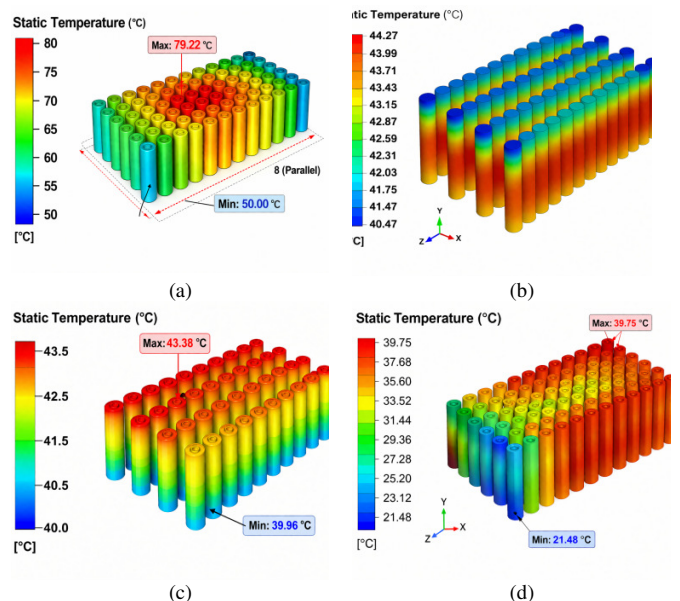 Static Temperature (°C)
80
75
70
65
60
55
50
[°C]
Max: 79.22 °C
8 (Parallel)
Min: 50.00 °C
(a)
tatic Temperature (°C)
44.27
43.99
43.71
43.43
43.15
42.87
42.59
42.31
42.03
41.75
41.47
40.47
C]
Y
Z
X
(b)
Static Temperature (°C)
43.5
42.5
41.5
40.5
40.0
[°C]
Max: 43.38 °C
Min: 39.96 °C
(c)
Static Temperature (°C)
39.75
37.68
35.60
33.52
31.44
29.36
27.28
25.20
23.12
21.48
[°C]
Max: 39.75 °C
Min: 21.48 °C
Y
Z
X
(d)